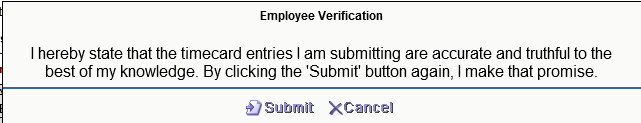 Employee Verification
I hereby state that the timecard entries I am submitting are accurate and truthful to the
best of my knowledge. By clicking the 'Submit' button again, I make that promise.
Submit Cancel